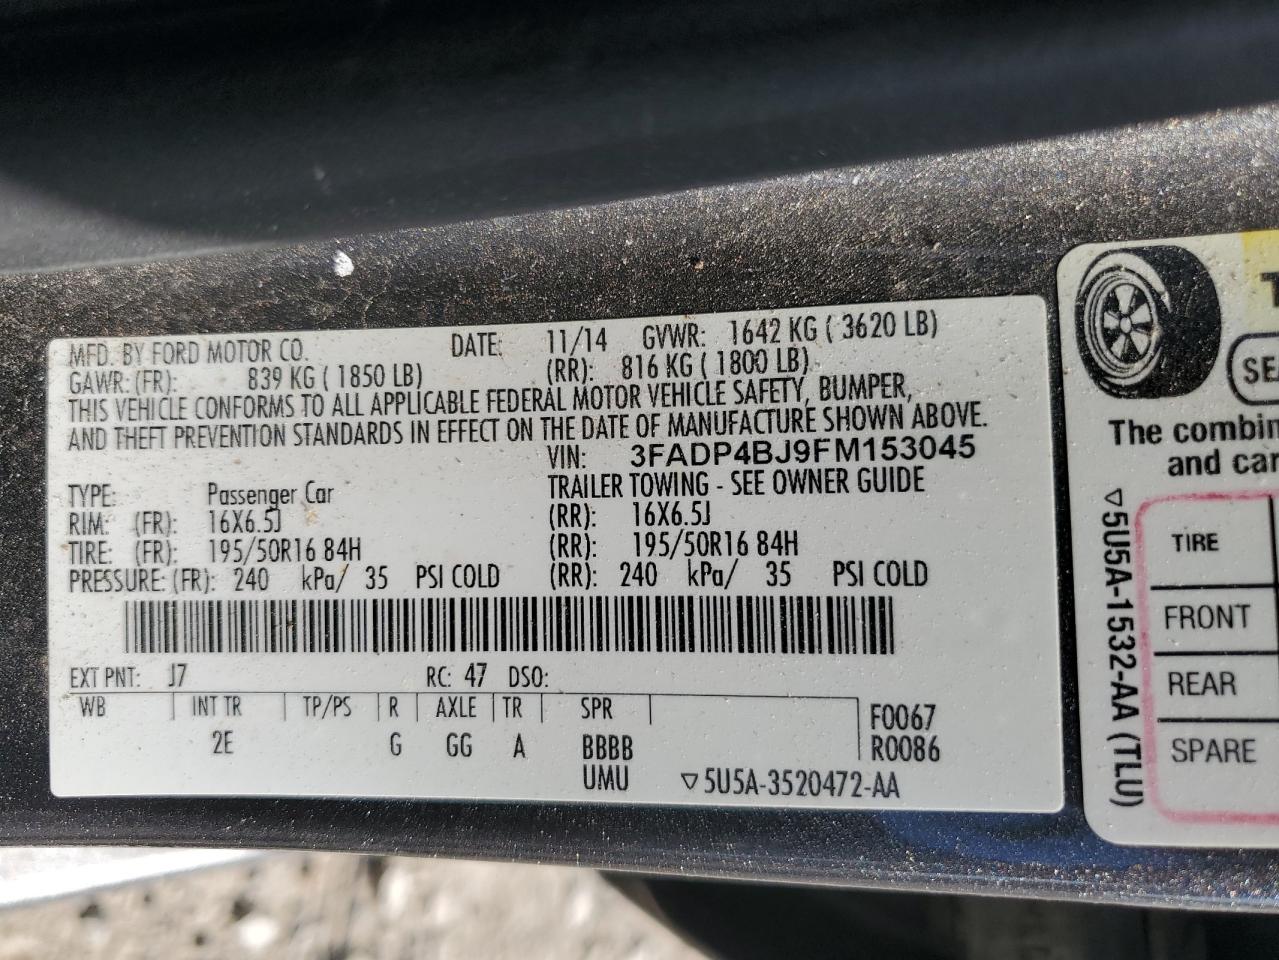 MFD. BY FORD MOTOR CO. DATE: 11/14 GVWR: 1642 KG ( 3620 LB)
GAWR: (FR): 839 KG ( 1850 LB) (RR): 816 KG ( 1800 LB)
THIS VEHICLE CONFORMS TO ALL APPLICABLE FEDERAL MOTOR VEHICLE SAFETY, BUMPER,
AND THEFT PREVENTION STANDARDS IN EFFECT ON THE DATE OF MANUFACTURE SHOWN ABOVE.
VIN: 3FADP4BJ9FM153045
TYPE: Passenger Car TRAILER TOWING - SEE OWNER GUIDE
RIM: (FR): 16X6.5J (RR): 16X6.5J
TIRE: (FR): 195/50R16 84H (RR): 195/50R16 84H
PRESSURE: (FR): 240 kPa/ 35 PSI COLD (RR): 240 kPa/ 35 PSI COLD
EXT PNT: J7 RC: 47 DSO:
WB INT TR TP/PS R AXLE TR SPR F0067
2E G GG A BBBB R0086
UMU ▽5U5A-3520472-AA
The combin
and car
▽5U5A-1532-AA (TLU)
TIRE
FRONT
REAR
SPARE